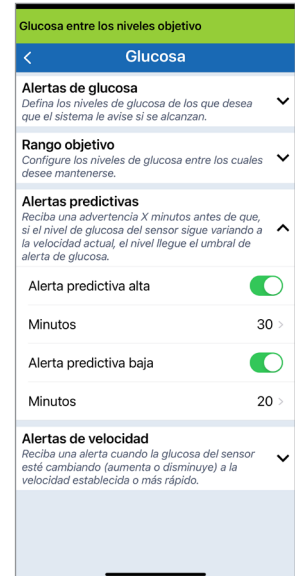 Glucosa entre los niveles objetivo
Glucosa
Alertas de glucosa
Defina los niveles de glucosa de los que desea
que el sistema le avise si se alcanzan.
Rango objetivo
Configure los niveles de glucosa entre los cuales
desee mantenerse.
Alertas predictivas
Reciba una advertencia X minutos antes de que,
si el nivel de glucosa del sensor sigue variando a
la velocidad actual, el nivel llegue el umbral de
alerta de glucosa.
Alerta predictiva alta
Minutos 30
Alerta predictiva baja
Minutos 20
Alertas de velocidad
Reciba una alerta cuando la glucosa del sensor
esté cambiando (aumenta o disminuye) a la
velocidad establecida o más rápido.